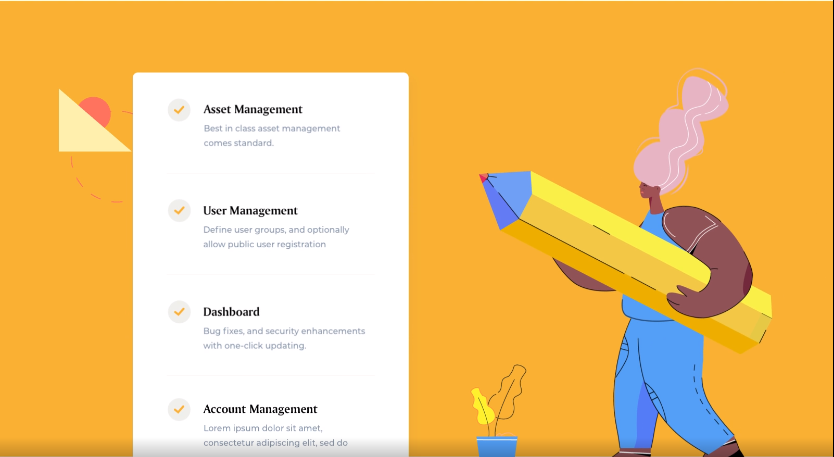 Asset Management
Best in class asset management
comes standard.
User Management
Define user groups, and optionally
allow public user registration
Dashboard
Bug fixes, and security enhancements
with one-click updating.
Account Management
Lorem ipsum dolor sit amet,
consectetur adipiscing elit, sed do